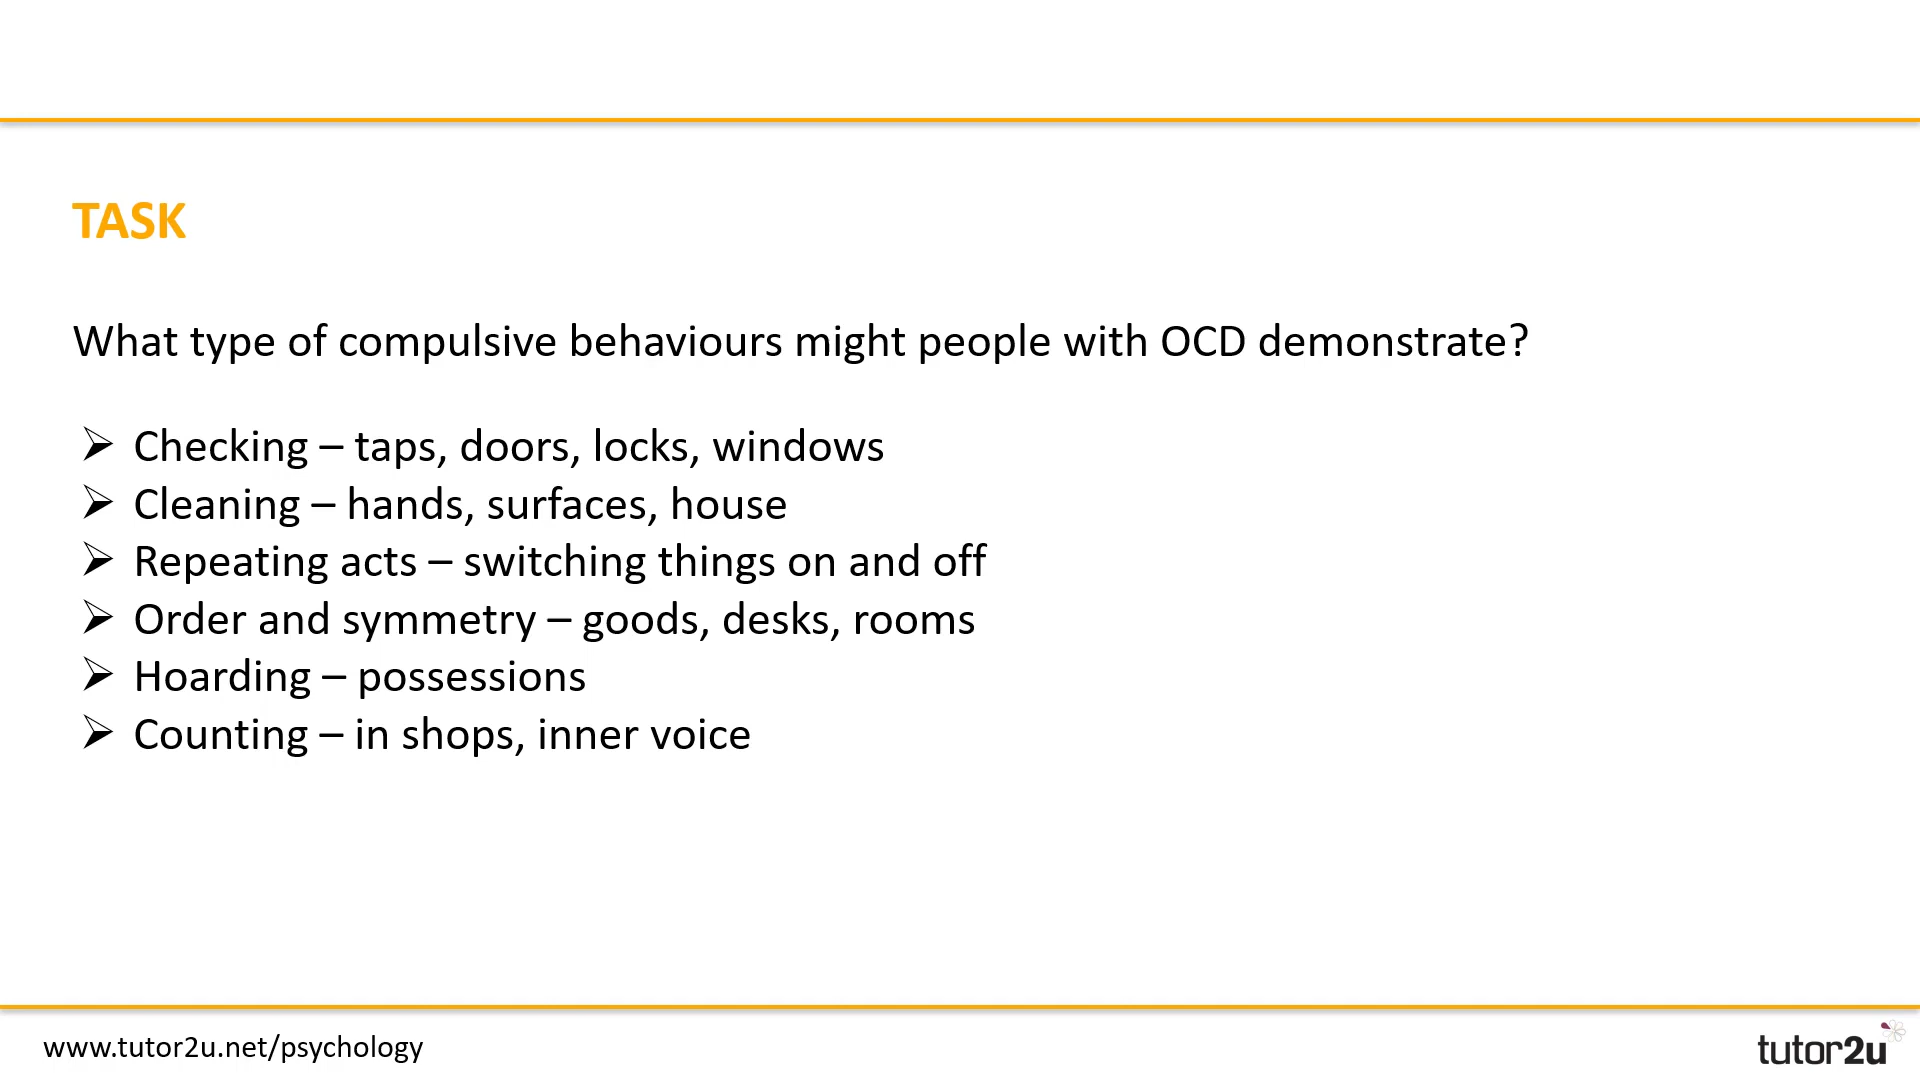 TASK
What type of compulsive behaviours might people with OCD demonstrate?
➢ Checking – taps, doors, locks, windows
➢ Cleaning – hands, surfaces, house
➢ Repeating acts – switching things on and off
➢ Order and symmetry – goods, desks, rooms
➢ Hoarding – possessions
➢ Counting – in shops, inner voice
www.tutor2u.net/psychology
tutor2u